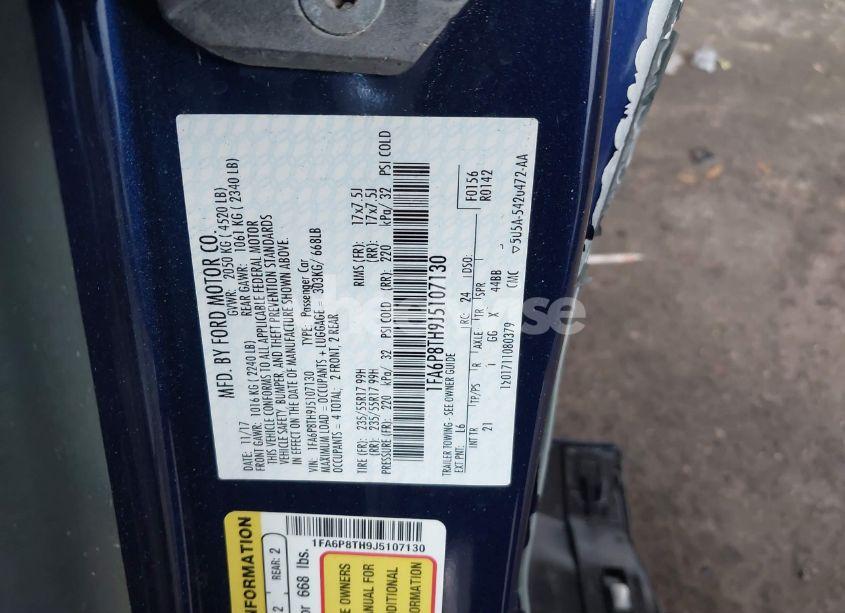 MFD. BY FORD MOTOR CO.
DATE: 11/17 GVWR: 2050 KG ( 4520 LB)
FRONT GAWR: 1016 KG ( 2240 LB) REAR GAWR: 1061 KG ( 2340 LB)
THIS VEHICLE CONFORMS TO ALL APPLICABLE FEDERAL MOTOR
VEHICLE SAFETY, BUMPER, AND THEFT PREVENTION STANDARDS
IN EFFECT ON THE DATE OF MANUFACTURE SHOWN ABOVE.
VIN: 1FA6P8TH9J5107130 TYPE: Passenger Car
MAXIMUM LOAD = OCCUPANTS + LUGGAGE = 303KG/ 668LB
OCCUPANTS = 4 TOTAL: 2 FRONT, 2 REAR
TIRE (FR): 235/55R17 99H RIMS (FR): 17x7.5J
(RR): 235/55R17 99H (RR): 17x7.5J
PRESSURE (FR): 220 kPa/ 32 PSI COLD (RR): 220 kPa/ 32 PSI COLD
1FA6P8TH9J5107130
TRAILER TOWING - SEE OWNER GUIDE
EXT PNT: L6 RC: 24 DSO: F0156
R0142
INT TR TP/PS R AXLE TR SPR
21 I GG X 44BB
CMC ▽5U5A-5420472-AA
INFORMATION
1FA6P8TH9J5107130
2 REAR: 2
or 668 lbs.
OWNERS
MANUAL FOR
INFORMATION